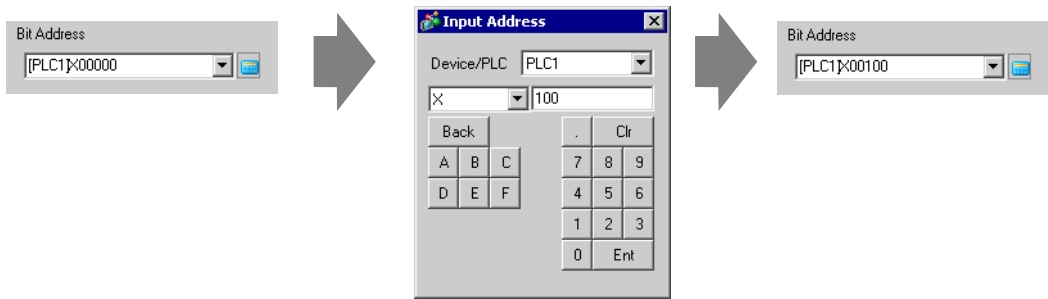 Bit Address
[PLC1]X00000
Input Address
Device/PLC PLC1
X 100
Back . Clr
A B C 7 8 9
D E F 4 5 6
1 2 3
0 Ent
Bit Address
[PLC1]X00100